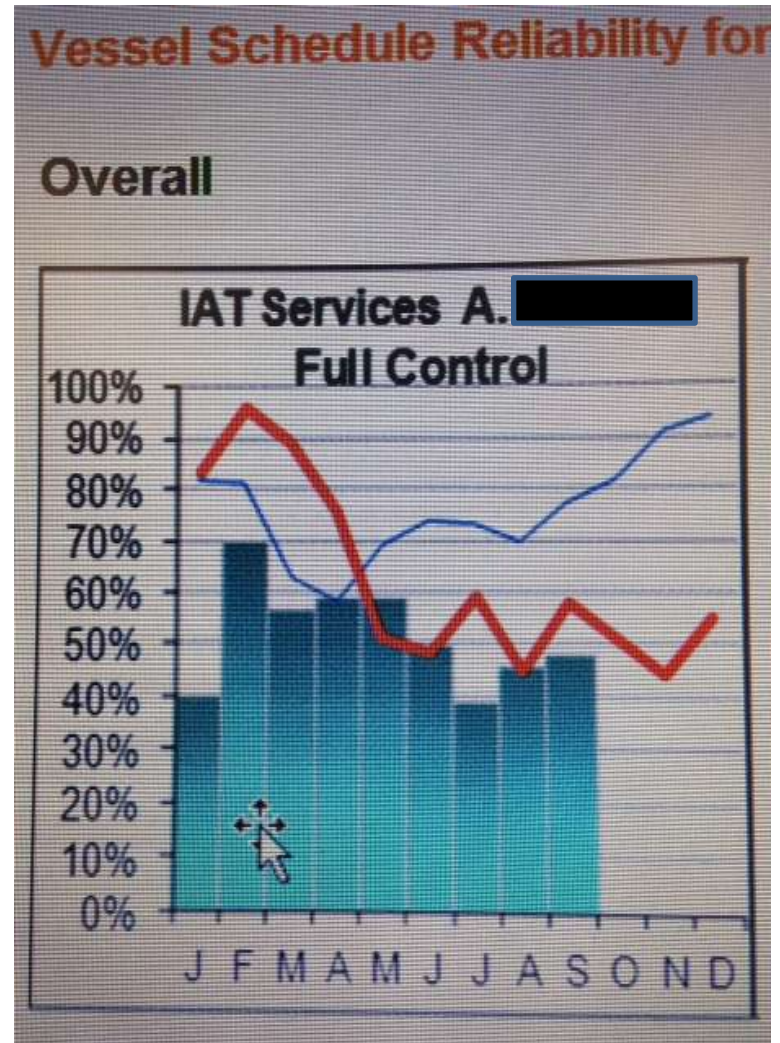 Vessel Schedule Reliability for
Overall
IAT Services A.
Full Control
100%
90%
80%
70%
60%
50%
40%
30%
20%
10%
0%
J F M A M J J A S O N D